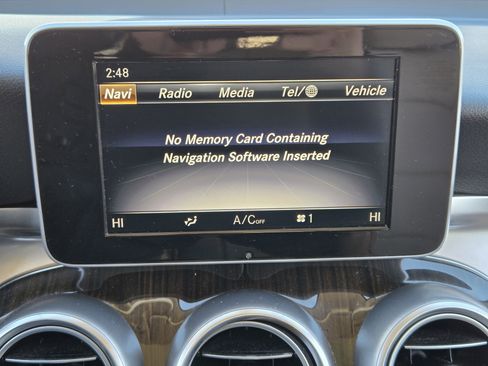 2:48
Navi Radio Media Tel/ Vehicle
No Memory Card Containing
Navigation Software Inserted
HI A/C OFF 1 HI